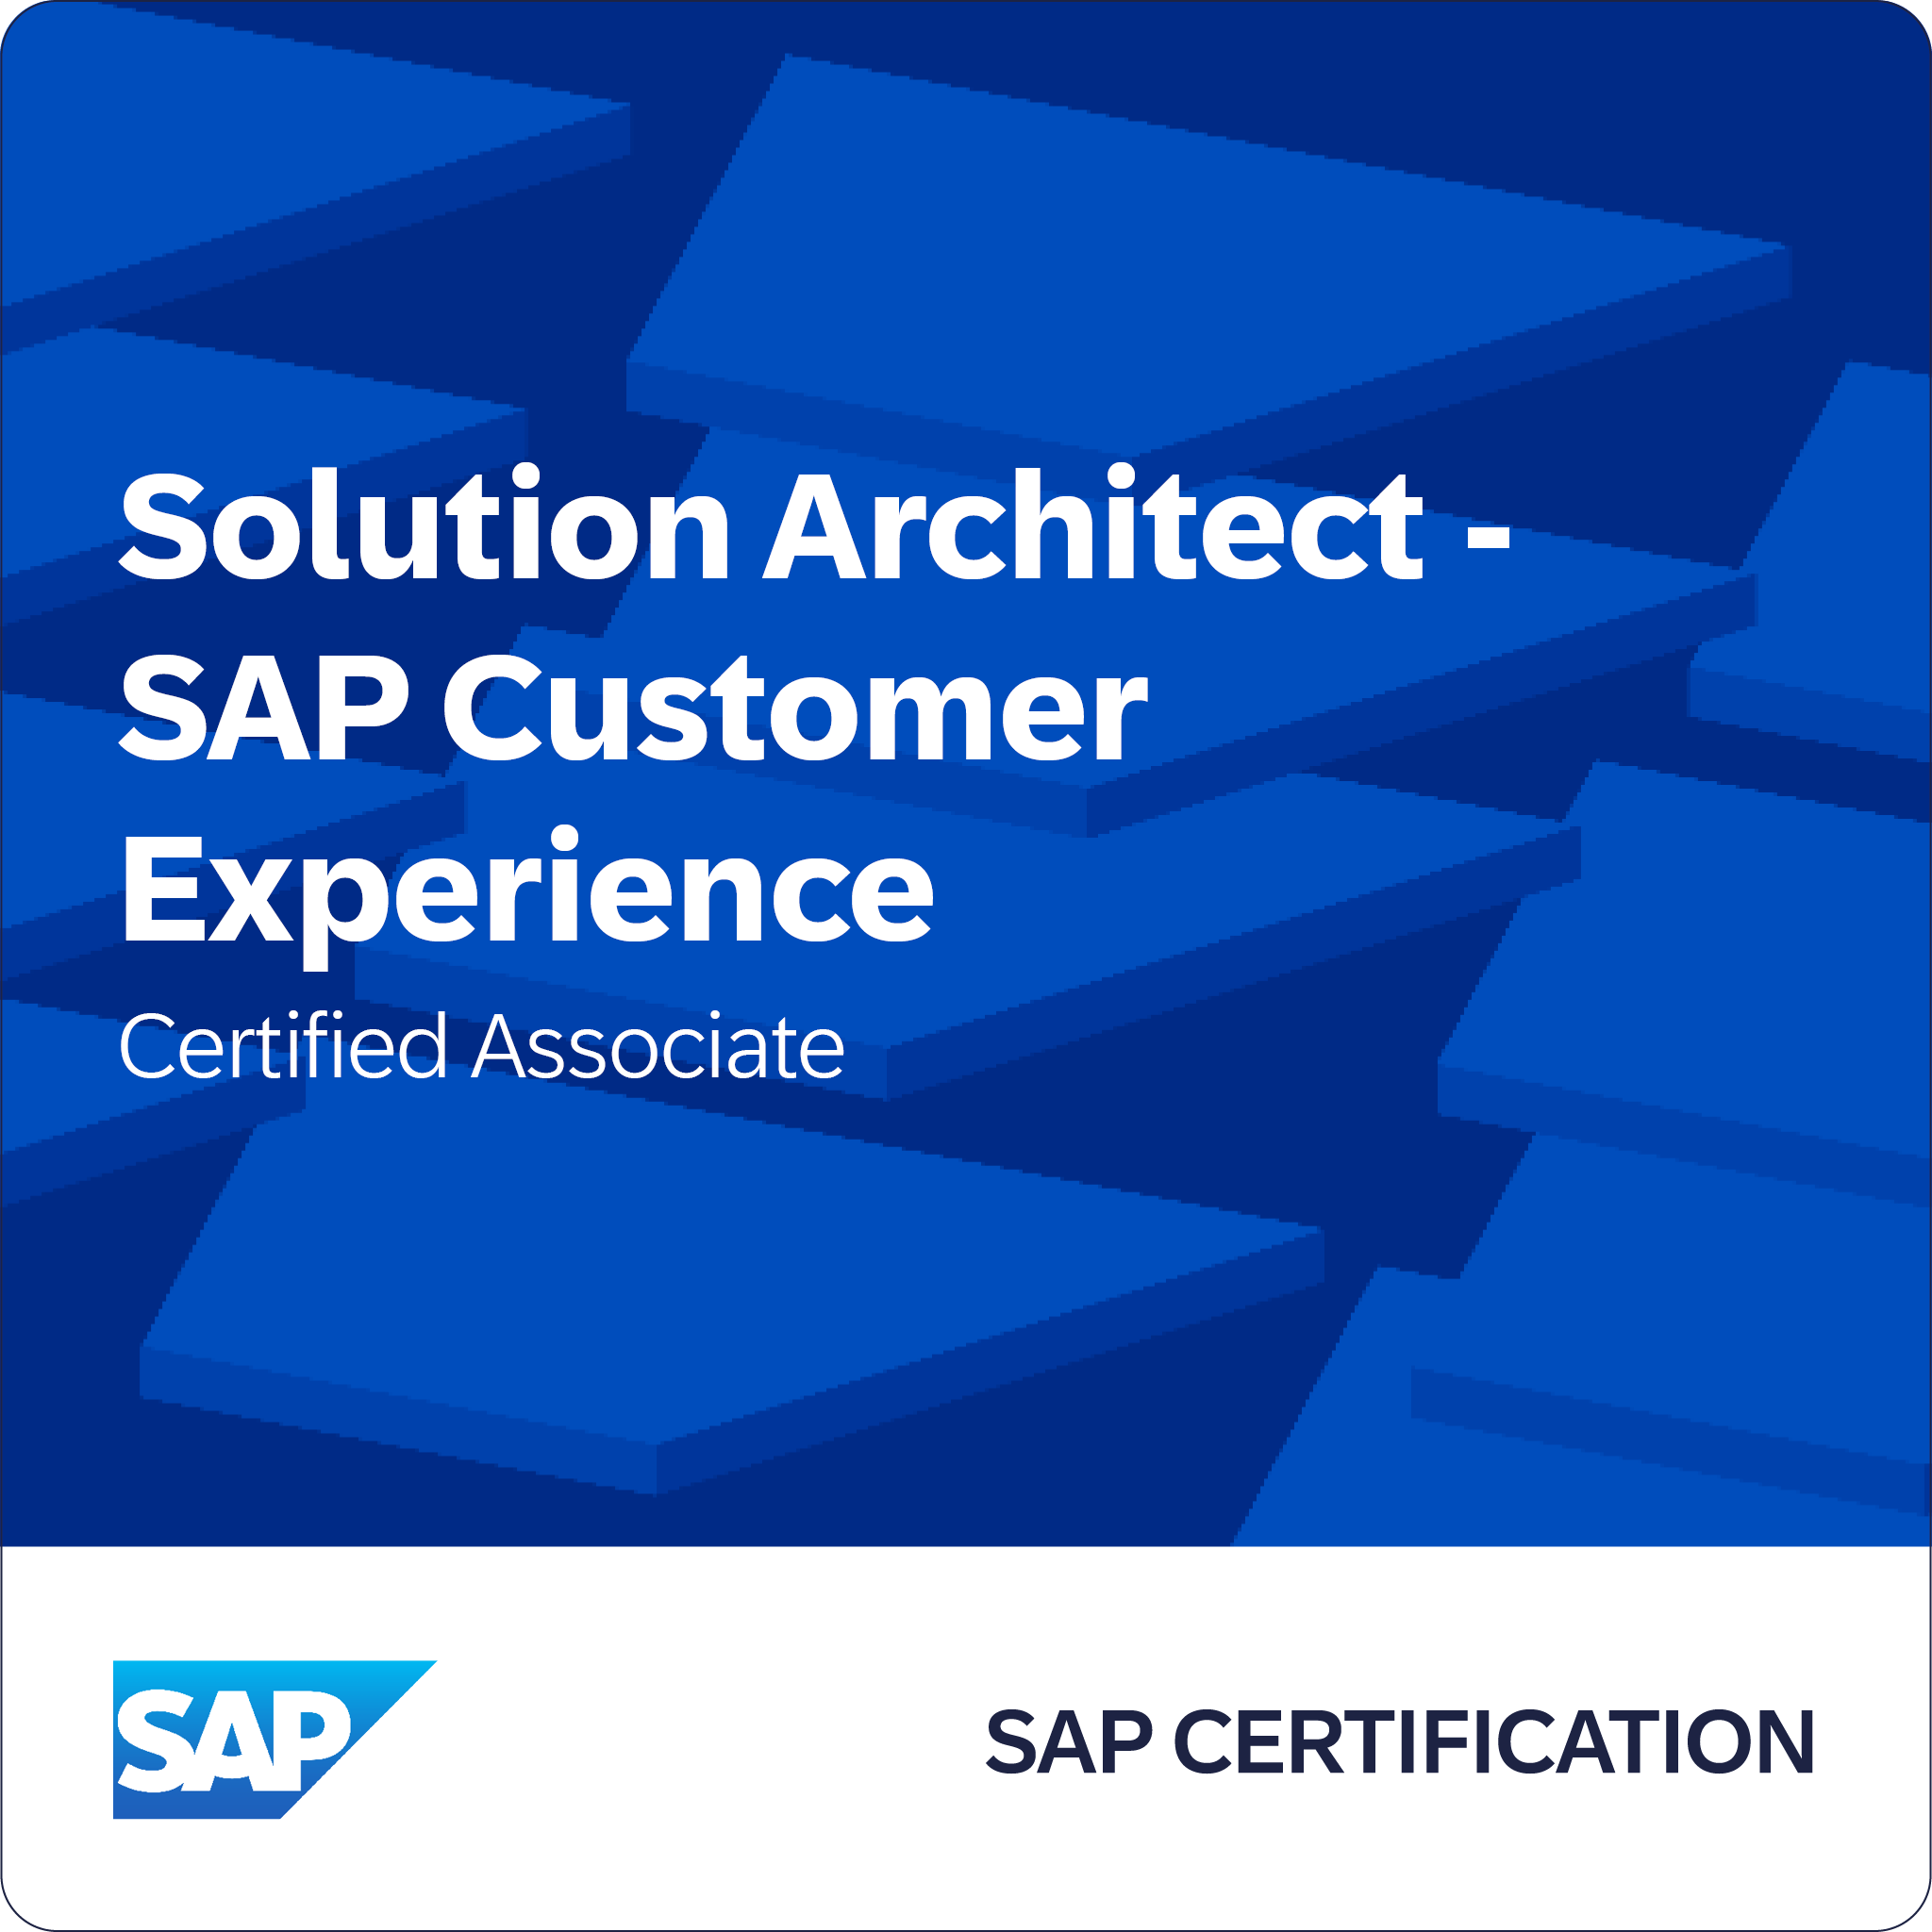 Solution Architect -
SAP Customer
Experience
Certified Associate
SAP
SAP CERTIFICATION